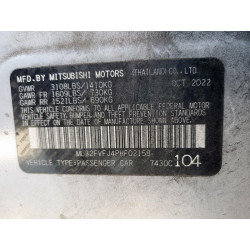 MFD.BY MITSUBISHI MOTORS (THAILAND) CO.
GVWR 3108LBS/1410KG OCT.2022
GAWR FR 1609LBS/ 730KG
GAWR RR 1521LBS/ 690KG
THIS VEHICLE CONFORMS TO ALL
APPLICABLE U.S. FEDERAL MOTOR VEHICLE
SAFETY, BUMPER AND THEFT PREVENTION
STANDARDS IN EFFECT ON THE DATE OF
MANUFACTURE SHOWN ABOVE.
ML32FVFJ4PHF02158
VEHICLE TYPE:PASSENGER CAR 7430C 104